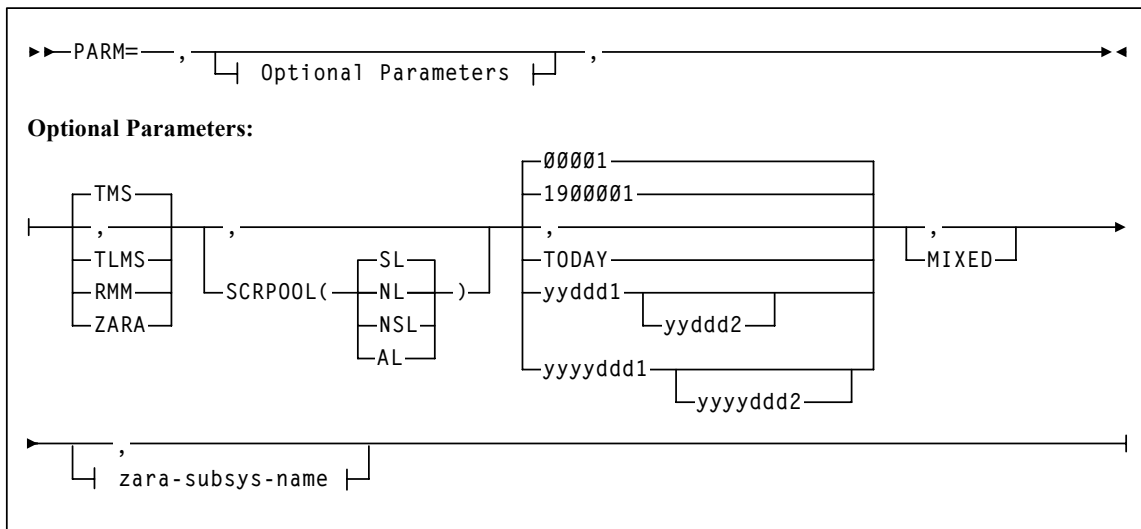 PARM= , ,
Optional Parameters
Optional Parameters:
ØØØØ1
TMS 19ØØØØ1
, , , ,
TLMS SL TODAY MIXED
RMM SCRPOOL( NL ) yyddd1
ZARA NSL yyddd2
AL yyyyddd1
yyyyddd2
,
zara-subsys-name